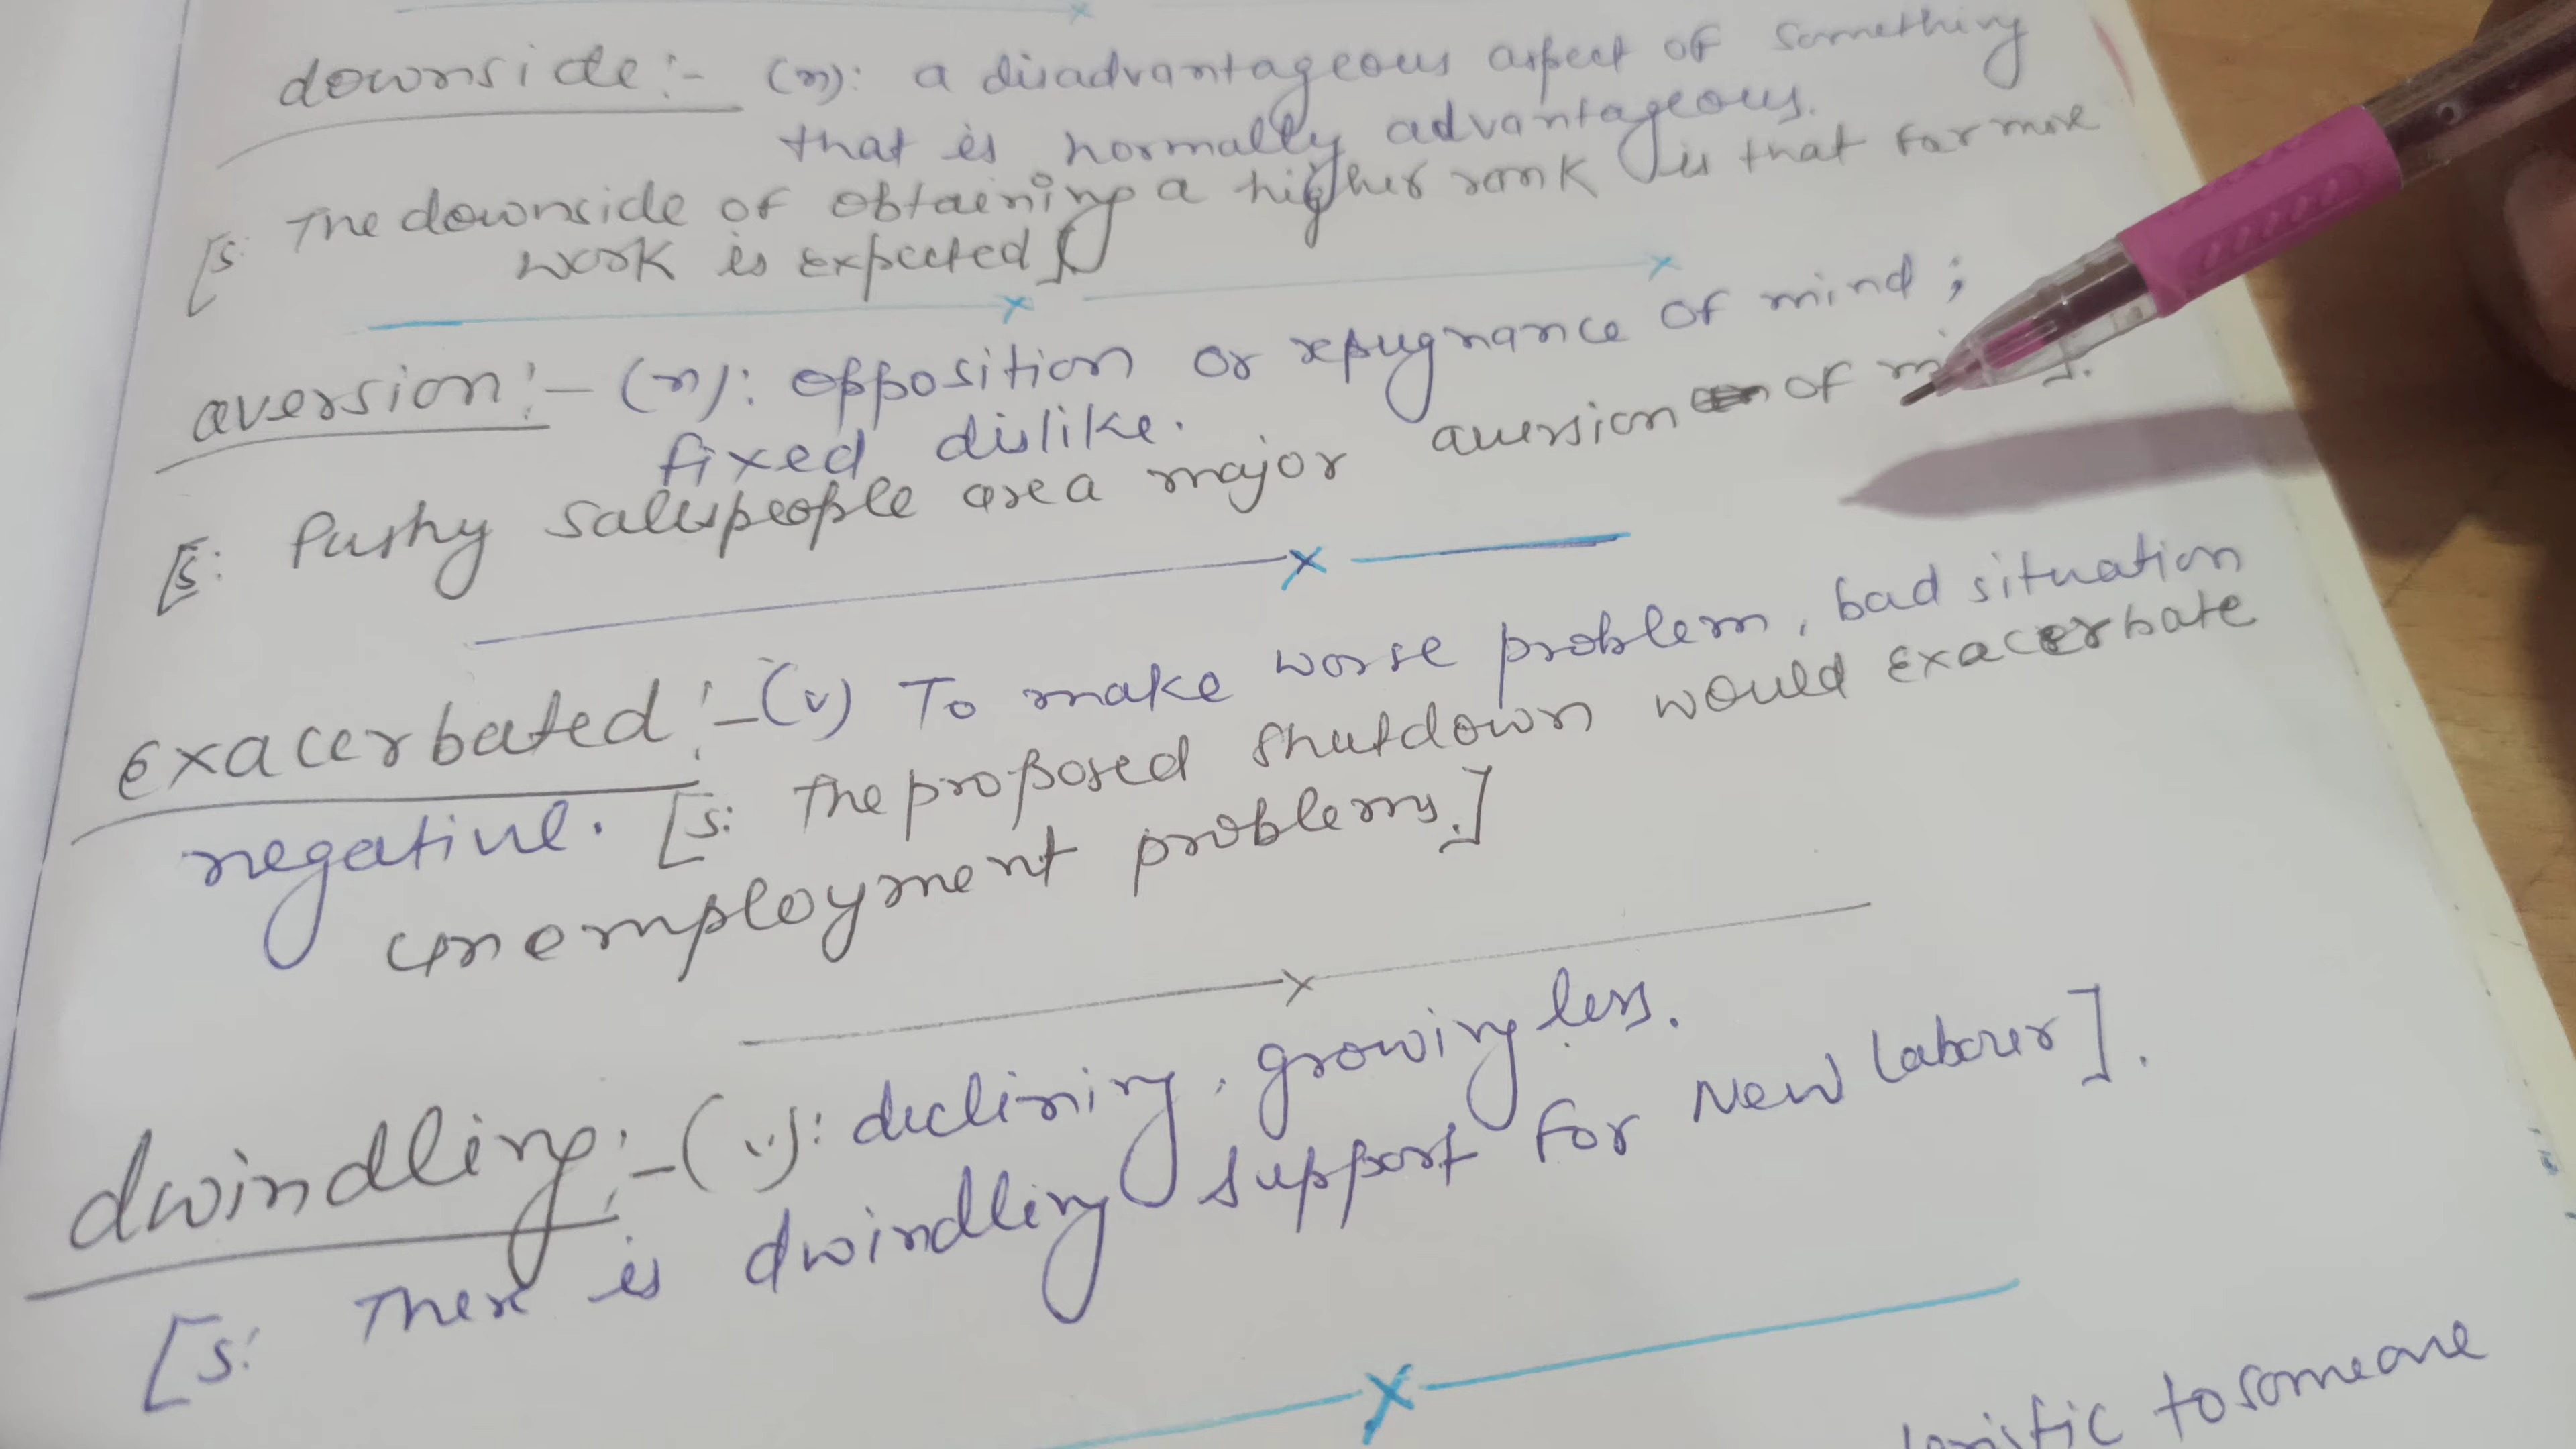 downside:- (n): a disadvantageous aspect of something
that is normally advantageous.
[s: The downside of obtaining a higher rank is that far more
work is expected]
aversion:- (n): opposition or repugnance of mind;
fixed dislike.
[s: Pushy salespeople are a major aversion of
exacerbated:- (v) To make worse problem, bad situation
negative. [s: The proposed shutdown would exacerbate
unemployment problems.]
dwindling:- (v): declining, growing less.
[s: There is dwindling support for New Labour].
to someone